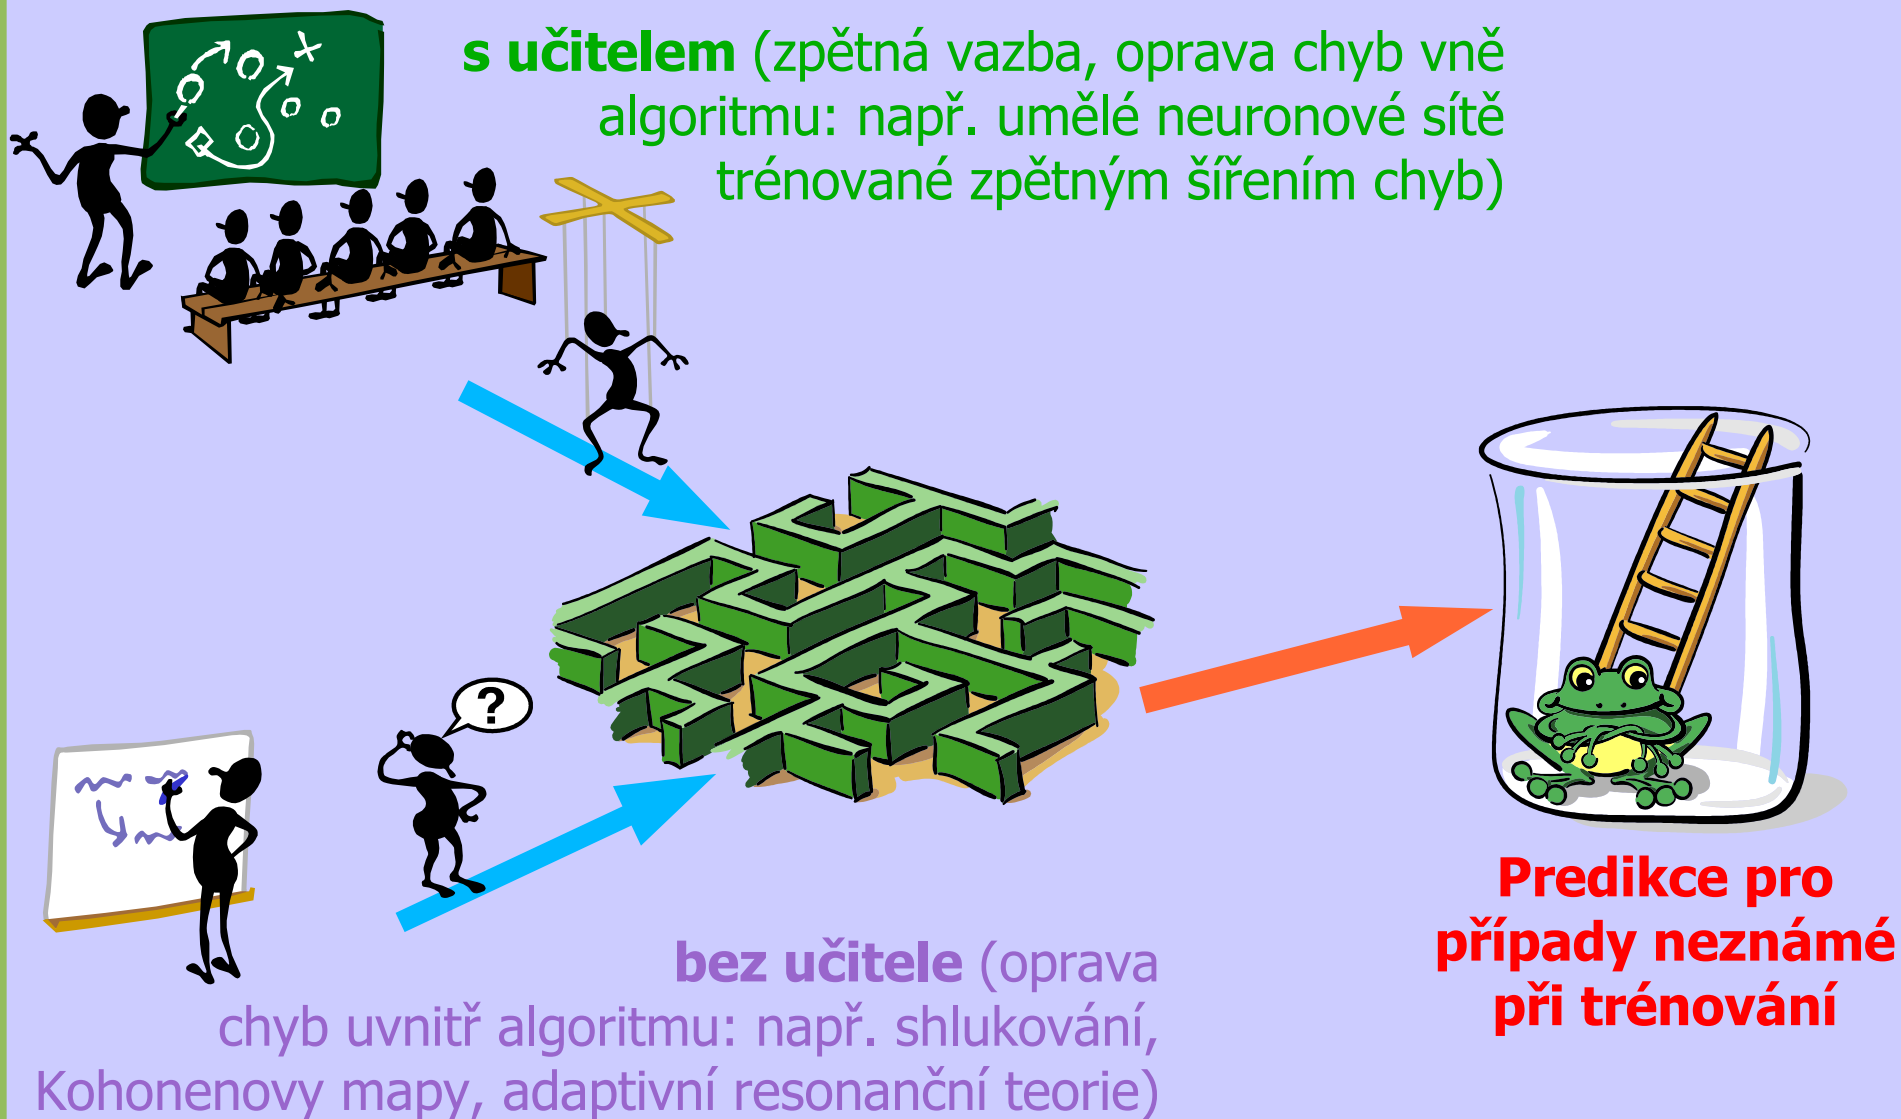 s učitelem (zpětná vazba, oprava chyb vně
algoritmu: např. umělé neuronové sítě
trénované zpětným šířením chyb)
?
bez učitele (oprava
chyb uvnitř algoritmu: např. shlukování,
Kohonenovy mapy, adaptivní resonanční teorie)
Predikce pro
případy neznámé
při trénování